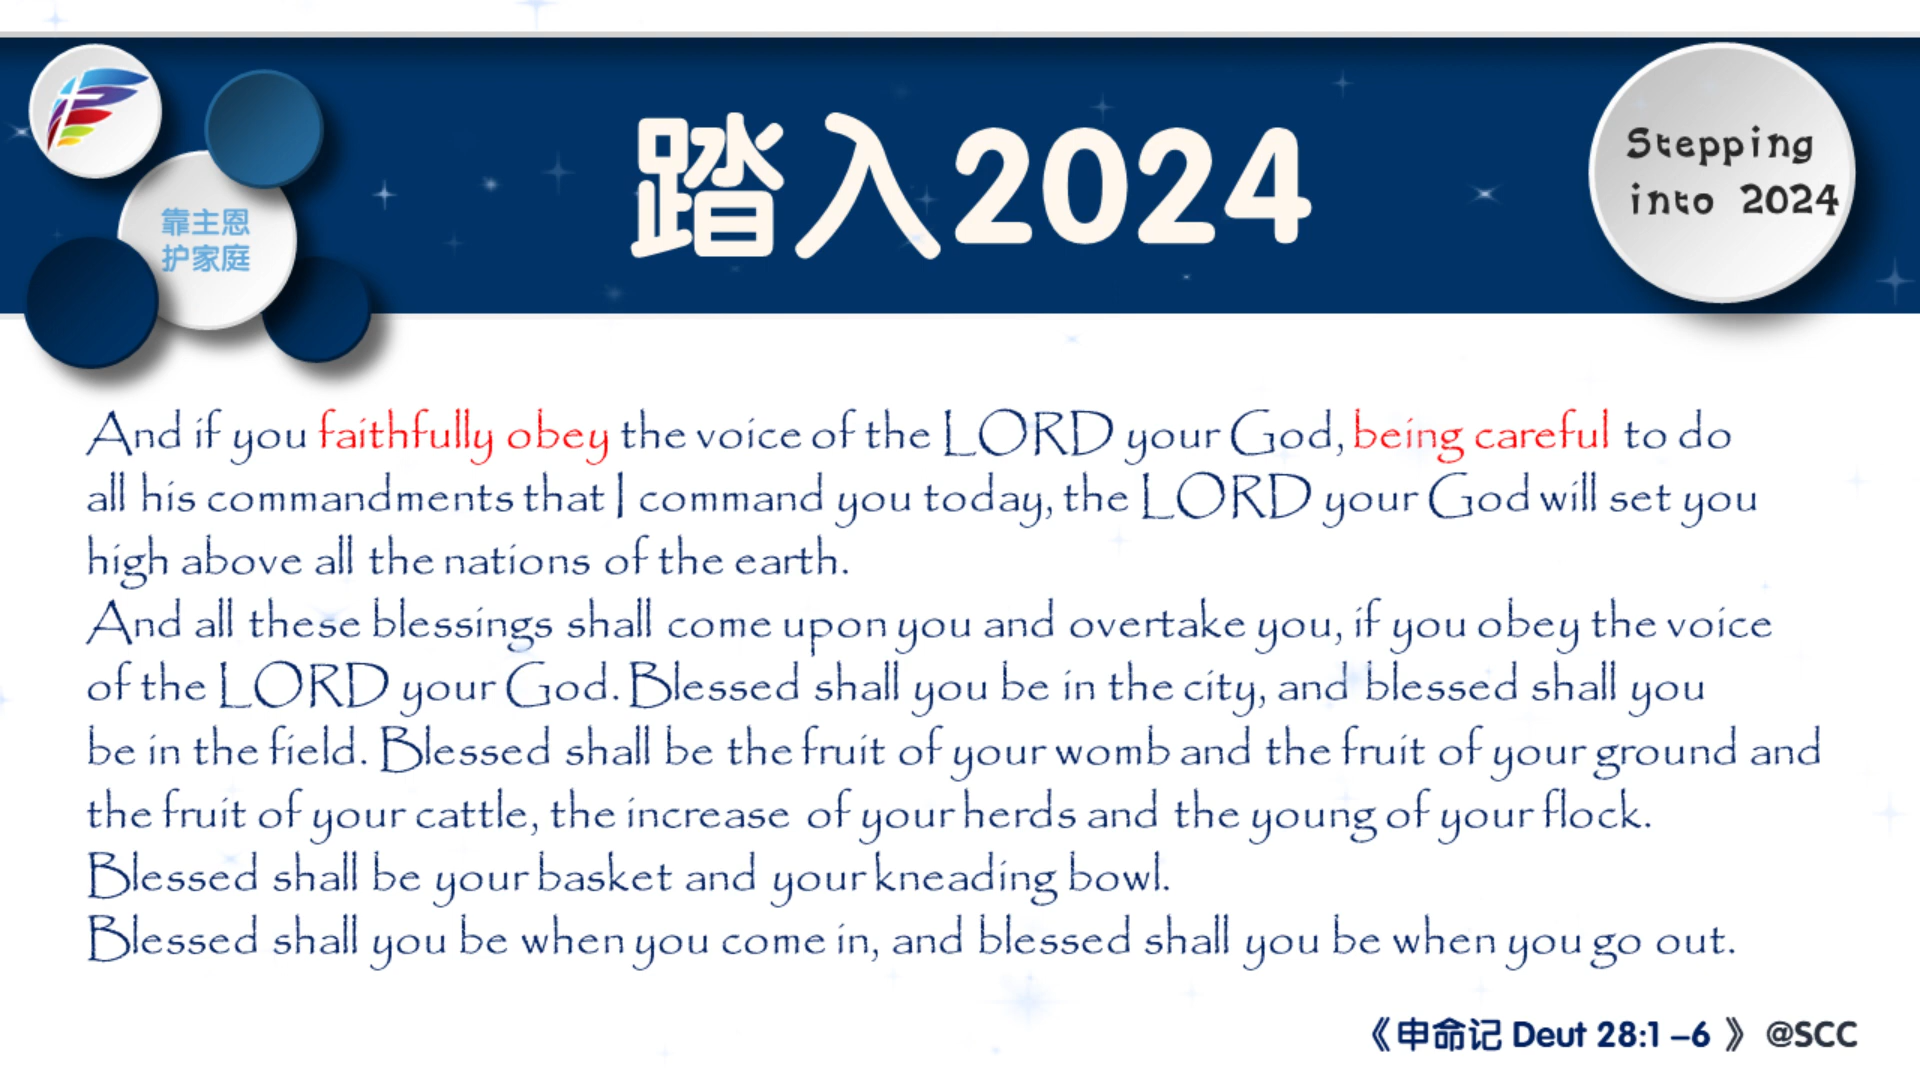 靠主恩
护家庭
踏入2024
Stepping
into 2024
And if you faithfully obey the voice of the LORD your God, being careful to do
all his commandments that I command you today, the LORD your God will set you
high above all the nations of the earth.
And all these blessings shall come upon you and overtake you, if you obey the voice
of the LORD your God. Blessed shall you be in the city, and blessed shall you
be in the field. Blessed shall be the fruit of your womb and the fruit of your ground and
the fruit of your cattle, the increase of your herds and the young of your flock.
Blessed shall be your basket and your kneading bowl.
Blessed shall you be when you come in, and blessed shall you be when you go out.
《申命记 Deut 28:1 –6 》 @SCC